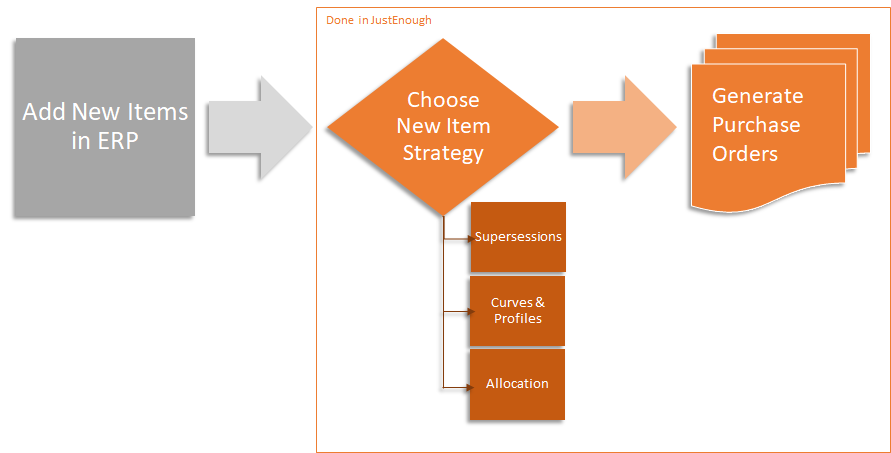 Done in JustEnough
Add New Items
in ERP
Choose
New Item
Strategy
Generate
Purchase
Orders
Supersessions
Curves &
Profiles
Allocation